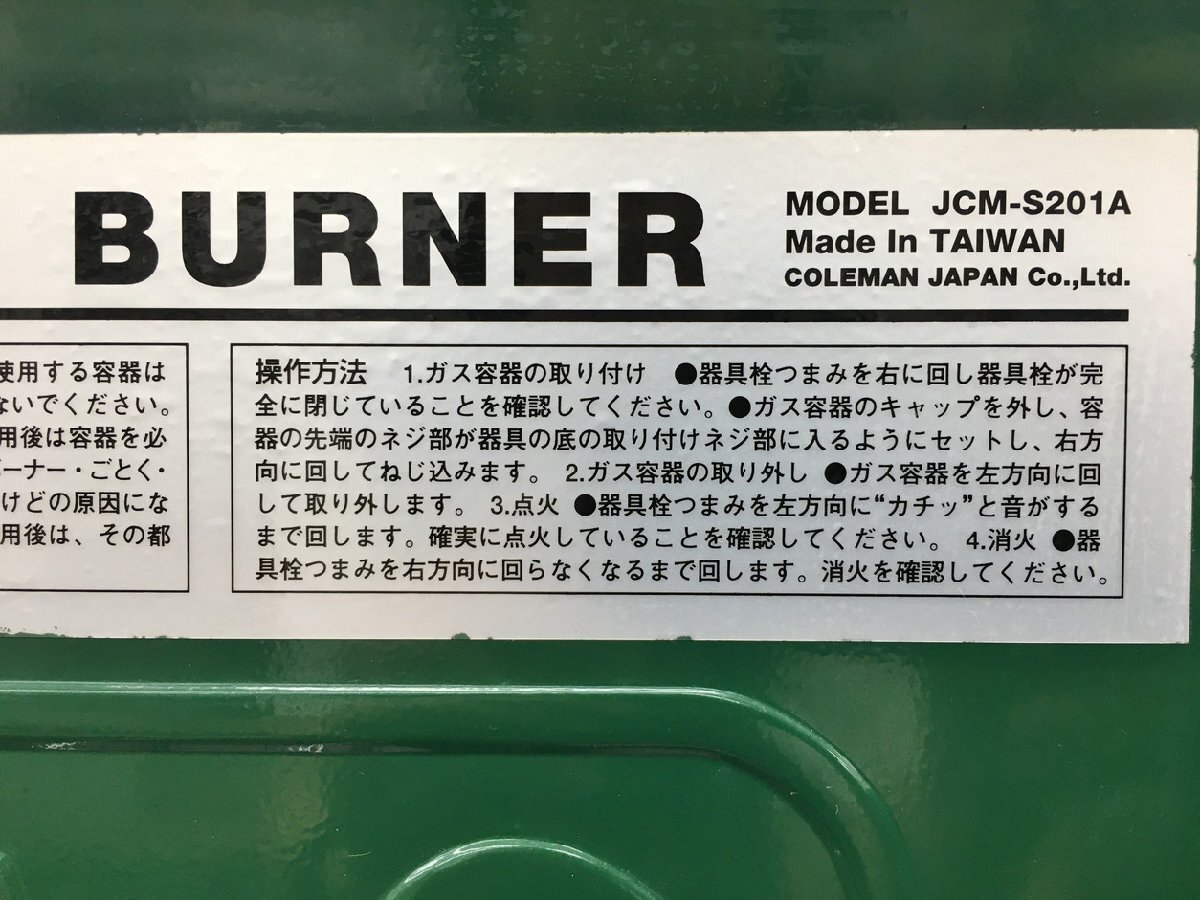 BURNER
MODEL JCM-S201A
Made In TAIWAN
COLEMAN JAPAN Co.,Ltd.
使用する容器は
ないでください。
用後は容器を必
ーナー・ごとく・
けどの原因にな
用後は、その都
操作方法 1.ガス容器の取り付け ●器具栓つまみを右に回し器具栓が完
全に閉じていることを確認してください。●ガス容器のキャップを外し、容
器の先端のネジ部が器具の底の取り付けネジ部に入るようにセットし、右方
向に回してねじ込みます。 2.ガス容器の取り外し ●ガス容器を左方向に回
して取り外します。 3.点火 ●器具栓つまみを左方向に“カチッ”と音がする
まで回します。確実に点火していることを確認してください。 4.消火 ●器
具栓つまみを右方向に回らなくなるまで回します。消火を確認してください。